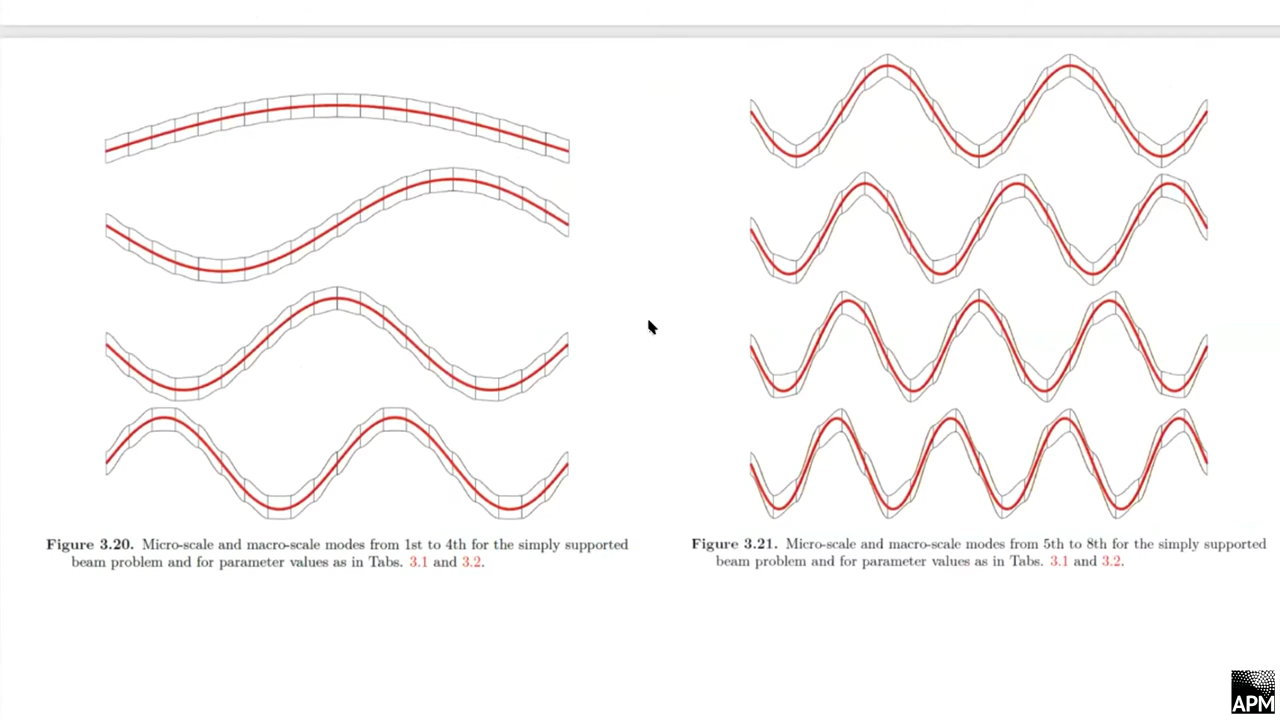 Figure 3.20. Micro-scale and macro-scale modes from 1st to 4th for the simply supported
beam problem and for parameter values as in Tabs. 3.1 and 3.2.
Figure 3.21. Micro-scale and macro-scale modes from 5th to 8th for the simply supported
beam problem and for parameter values as in Tabs. 3.1 and 3.2.
APM